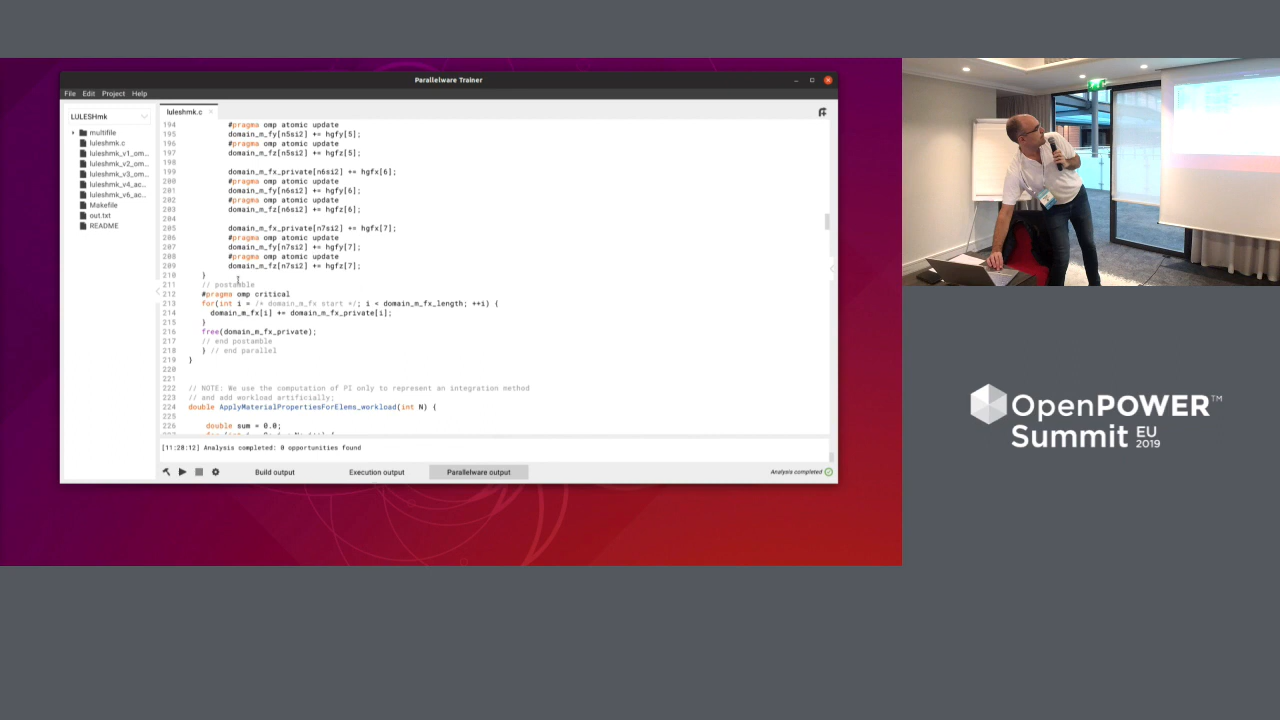 Parallelware Trainer
File Edit Project Help
LULESHmk
multifile
luleshmk.c
luleshmk_v1_om...
luleshmk_v2_om...
luleshmk_v3_om...
luleshmk_v4_ac...
luleshmk_v6_ac...
Makefile
out.txt
README
luleshmk.c ×
194 #pragma omp atomic update
195 domain_m_fy[n5si2] += hgfy[5];
196 #pragma omp atomic update
197 domain_m_fz[n5si2] += hgfz[5];
198
199 domain_m_fx_private[n6si2] += hgfx[6];
200 #pragma omp atomic update
201 domain_m_fy[n6si2] += hgfy[6];
202 #pragma omp atomic update
203 domain_m_fz[n6si2] += hgfz[6];
204
205 domain_m_fx_private[n7si2] += hgfx[7];
206 #pragma omp atomic update
207 domain_m_fy[n7si2] += hgfy[7];
208 #pragma omp atomic update
209 domain_m_fz[n7si2] += hgfz[7];
210 }
211 // postamble
212 #pragma omp critical
213 for(int i = /* domain_m_fx start */; i < domain_m_fx_length; ++i) {
214 domain_m_fx[i] += domain_m_fx_private[i];
215 }
216 free(domain_m_fx_private);
217 // end postamble
218 } // end parallel
219 }
220
221
222 // NOTE: We use the computation of PI only to represent an integration method
223 // and add workload artificially;
224 double ApplyMaterialPropertiesForElems_workload(int N) {
225
226 double sum = 0.0;
[11:28:12] Analysis completed: 0 opportunities found
Build output Execution output Parallelware output Analysis completed
OpenPOWER™
Summit EU 2019